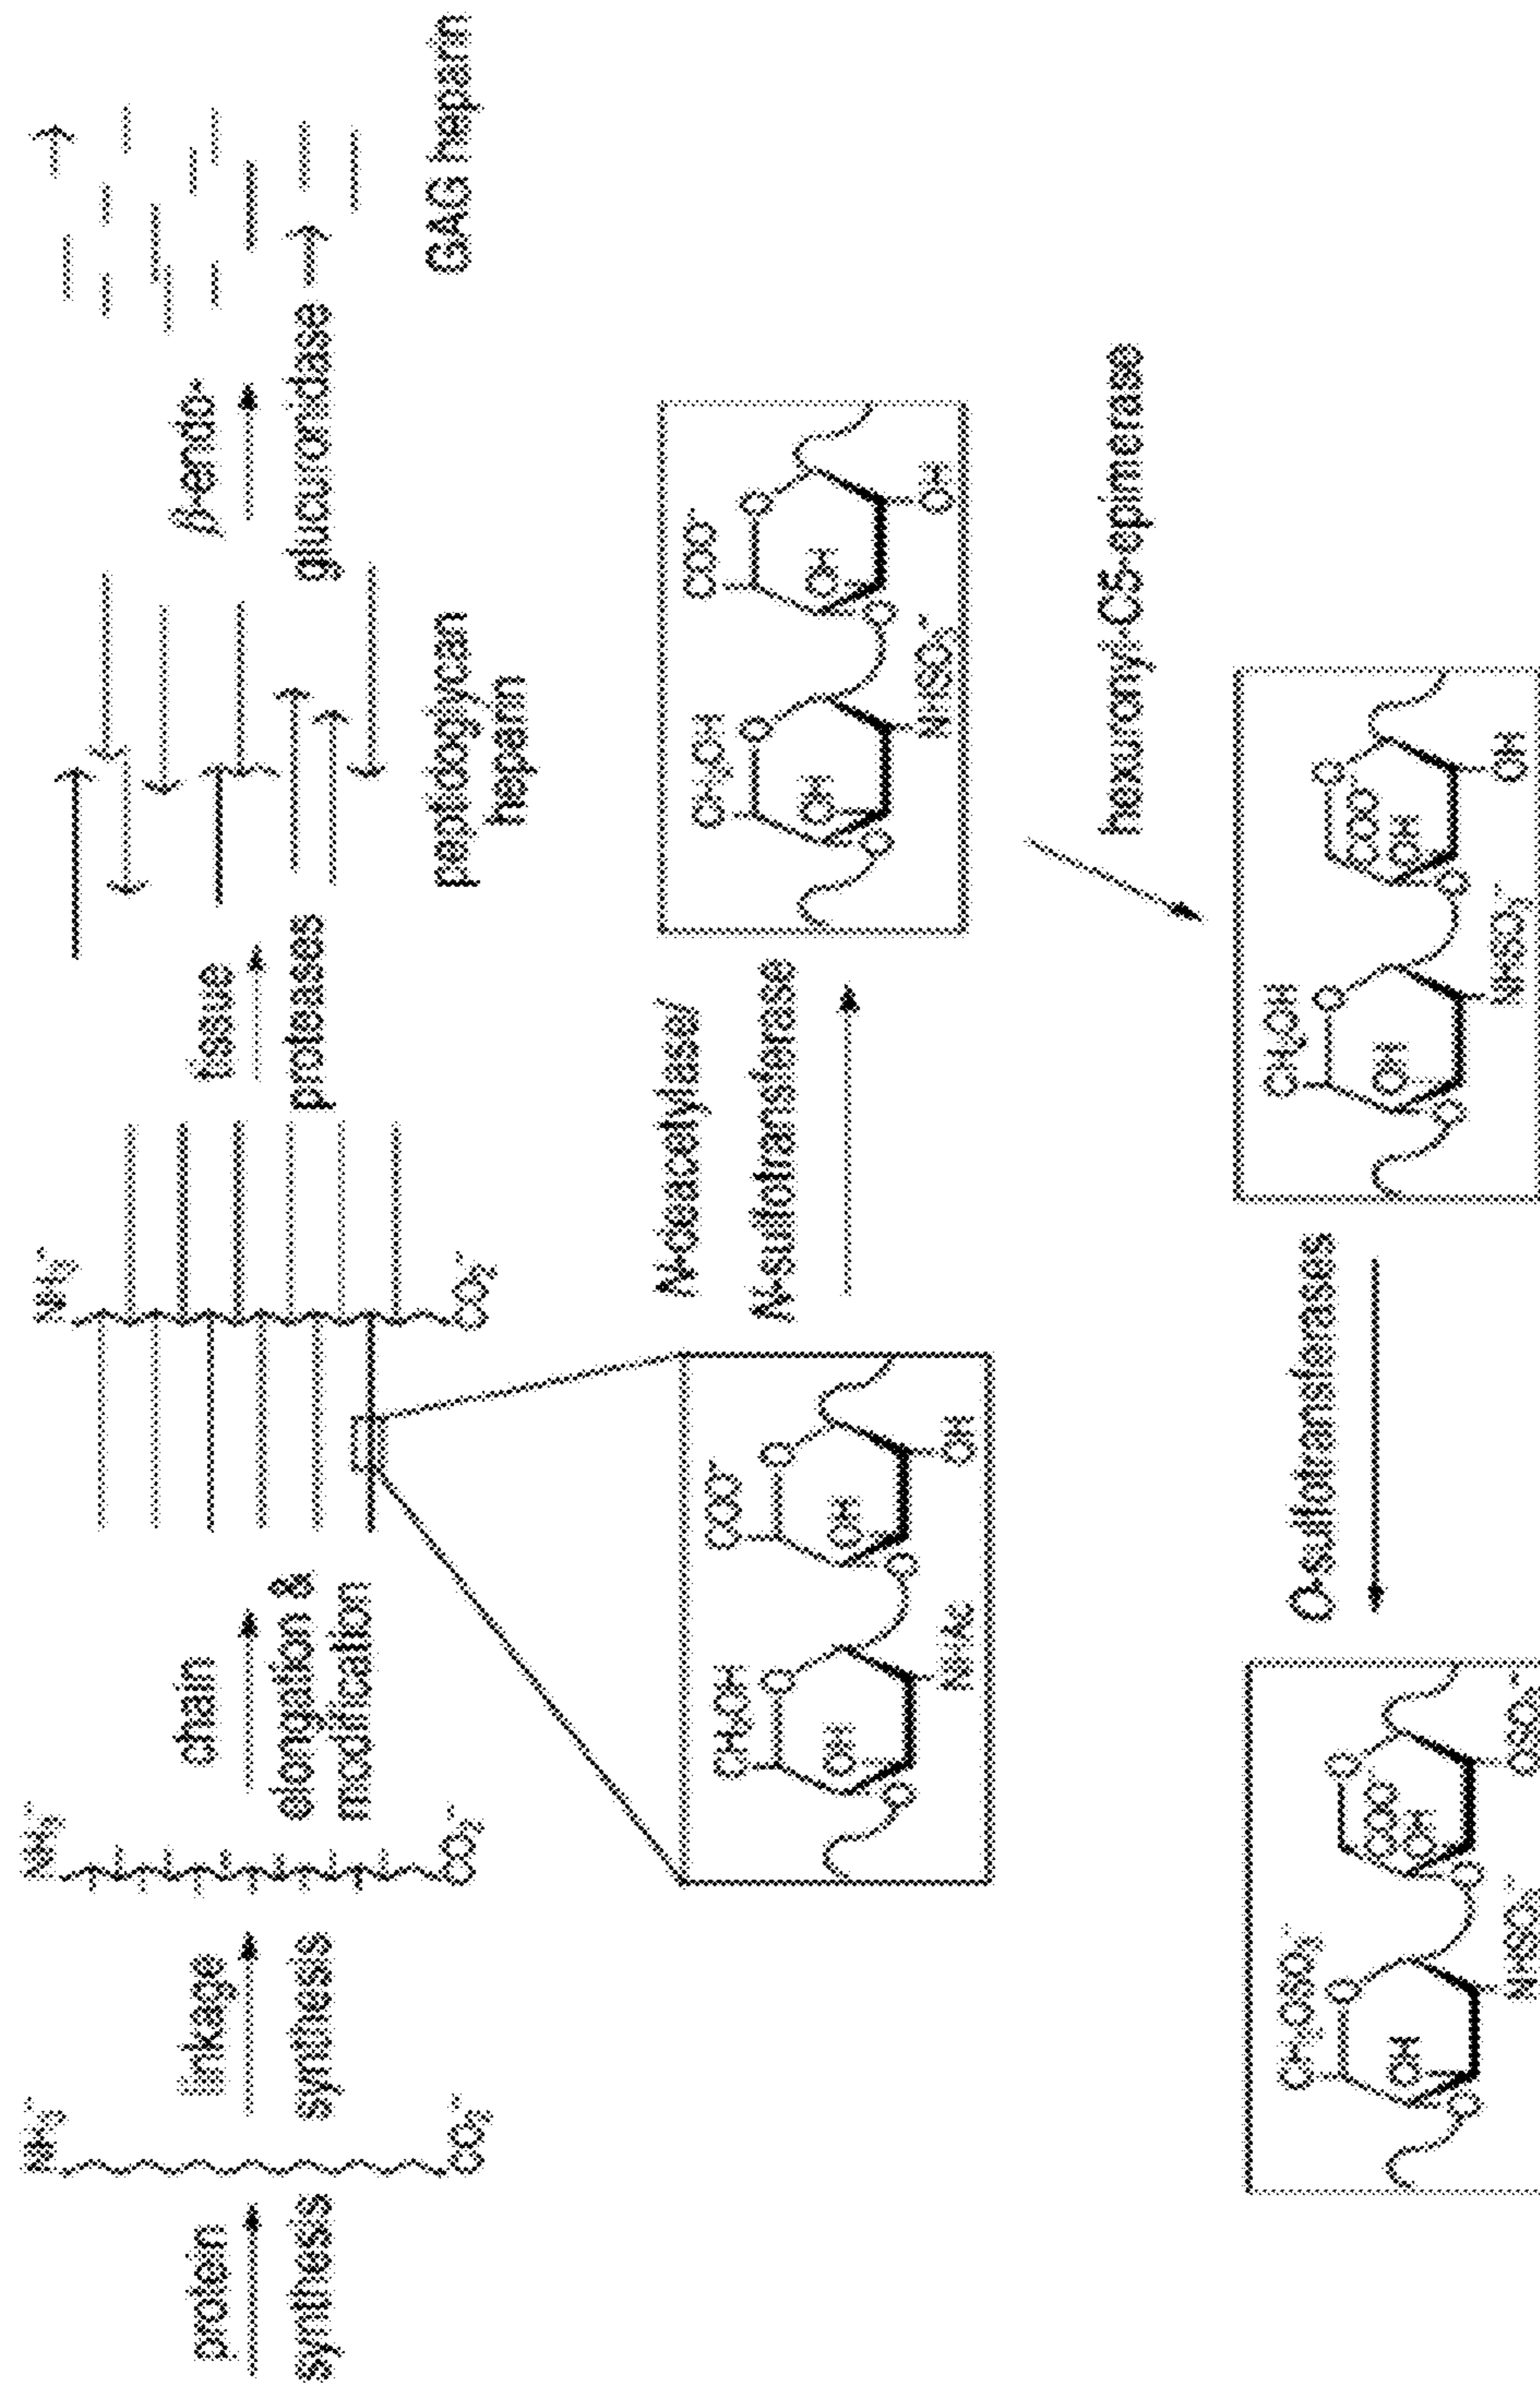 protein
synthesis
NH₃⁺
CO₂⁻
linkage
synthesis
NH₃⁺
CO₂⁻
chain
elongation &
modification
NH₃⁺
CO₂⁻
tissue
proteases
peptidoglycan
heparin
β-endo-
glucuronidase
GAG heparin
CH₂OH
O
OH
O
NHAc
COO⁻
O
OH
O
OH
N-deacetylase/
N-sulfotransferase
CH₂OH
O
OH
O
NHSO₃⁻
COO⁻
O
OH
O
OH
hexuranyl C5-epimerase
CH₂OH
O
OH
O
NHSO₃⁻
O
COO⁻
OH
O
OH
O-sulfotransferases
CH₂OSO₃⁻
O
OH
O
NHSO₃⁻
O
COO⁻
OH
O
OSO₃⁻